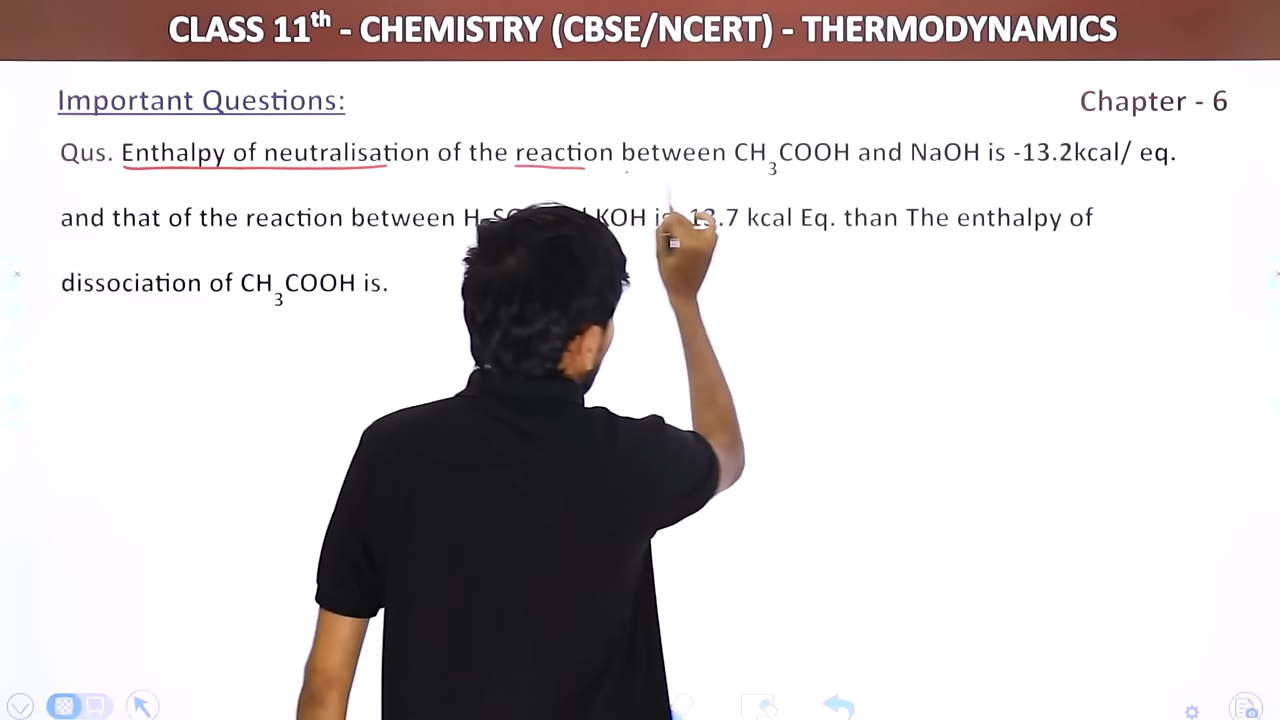 CLASS 11th - CHEMISTRY (CBSE/NCERT) - THERMODYNAMICS
Important Questions:
Chapter - 6
Qus. Enthalpy of neutralisation of the reaction between CH3COOH and NaOH is -13.2kcal/ eq.
and that of the reaction between KOH .7 kcal Eq. than The enthalpy of
dissociation of CH3COOH is.